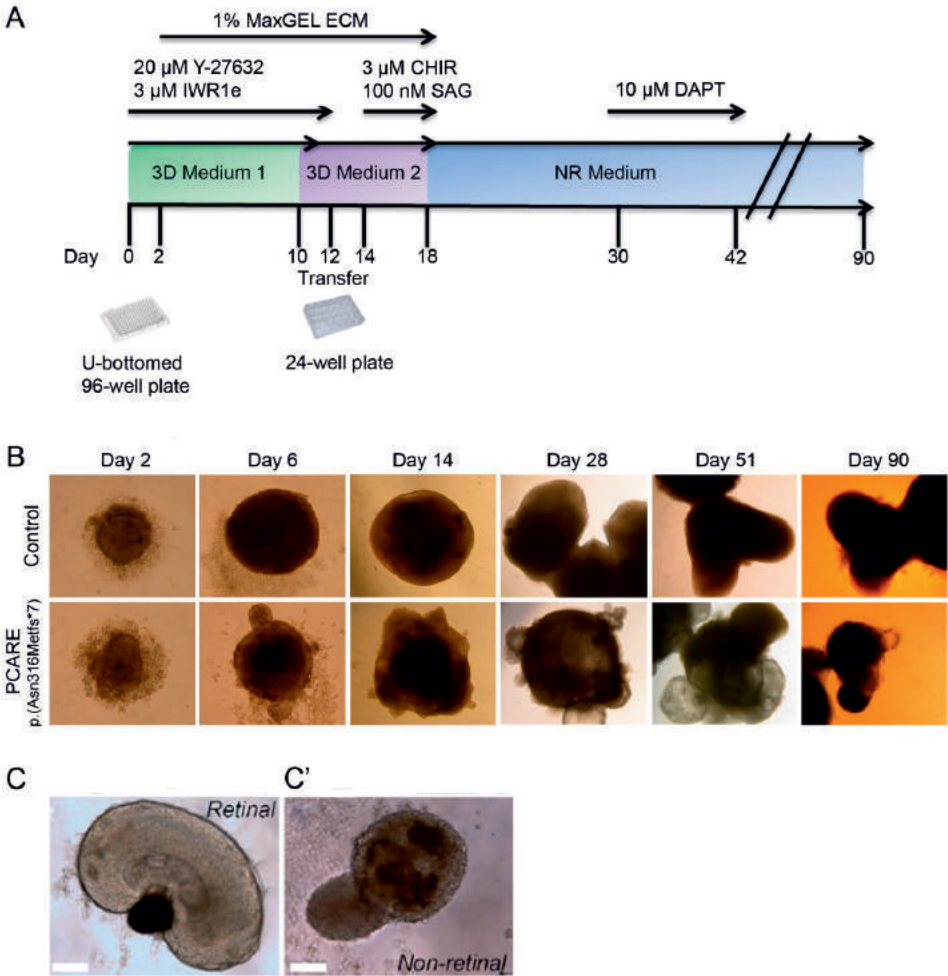 A
1% MaxGEL ECM
20 µM Y-27632
3 µM IWR1e
3 µM CHIR
100 nM SAG
10 µM DAPT
3D Medium 1
3D Medium 2
NR Medium
Day 0 2 10 12 14 18 30 42 90
Transfer
U-bottomed
96-well plate
24-well plate
B
Day 2 Day 6 Day 14 Day 28 Day 51 Day 90
Control
PCARE
p.(Asn316Metfs*7)
C
Retinal
C'
Non-retinal